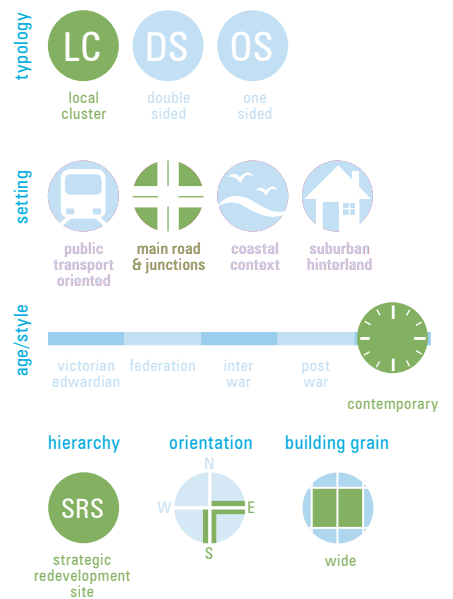 typology
LC
DS
OS
local
cluster
double
sided
one
sided
setting
public
transport
oriented
main road
& junctions
coastal
context
suburban
hinterland
age/style
victorian
edwardian
federation
inter
war
post
war
contemporary
hierarchy
orientation
building grain
SRS
N
W
E
S
strategic
redevelopment
site
wide